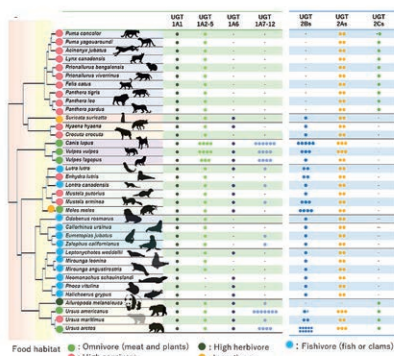 UGT 1A1 UGT 1A2-5 UGT 1A6 UGT 1A7-12 UGT 2Bs UGT 2As UGT 2Cs
Puma concolor
Puma yagouaroundi
Acinonyx jubatus
Lynx canadensis
Prionailurus bengalensis
Prionailurus viverrinus
Felis catus
Panthera tigris
Panthera leo
Panthera pardus
Suricata suricatta
Hyaena hyaena
Crocuta crocuta
Canis lupus
Vulpes vulpes
Vulpes lagopus
Lutra lutra
Enhydra lutris
Lontra canadensis
Mustela putorius
Mustela erminea
Meles meles
Odobenus rosmarus
Callorhinus ursinus
Eumetopias jubatus
Zalophus californianus
Leptonychotes weddellii
Mirounga leonina
Mirounga angustirostris
Neomonachus schauinslandi
Phoca vitulina
Halichoerus grypus
Ailuropoda melanoleuca
Ursus americanus
Ursus maritimus
Ursus arctos
Food habitat : Omnivore (meat and plants) : High herbivore : Fishivore (fish or clams)